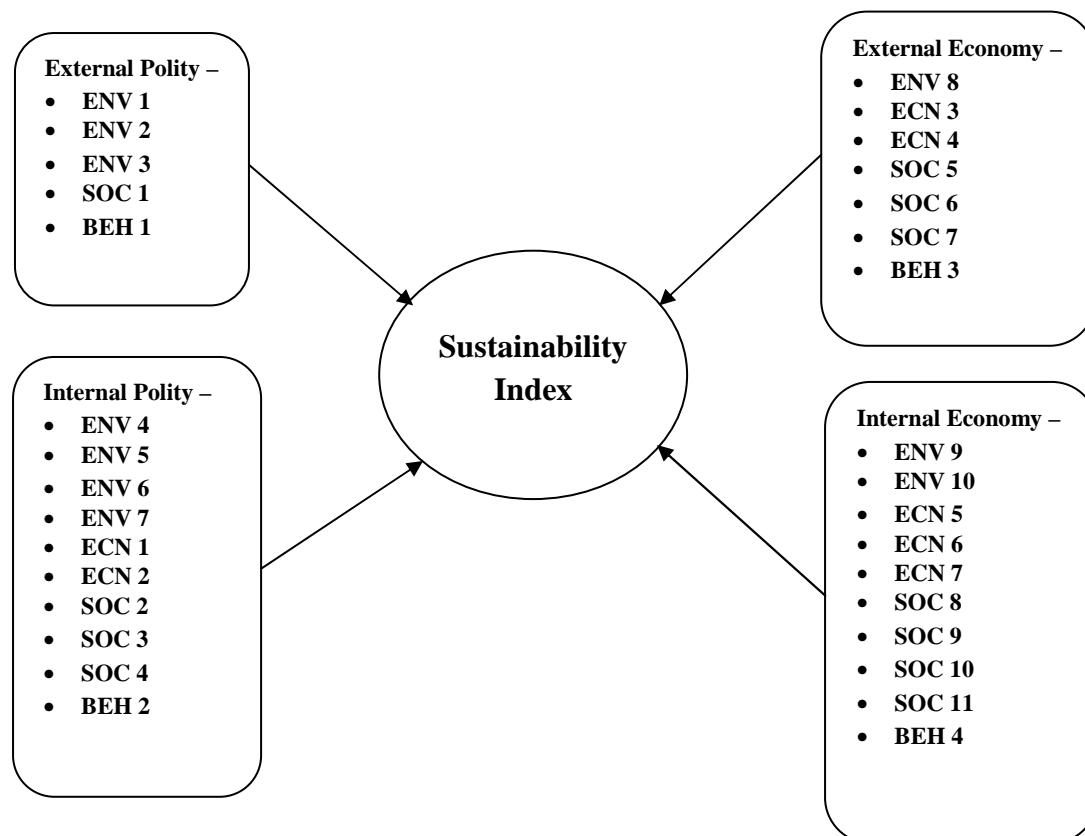 External Polity –
• ENV 1
• ENV 2
• ENV 3
• SOC 1
• BEH 1
External Economy –
• ENV 8
• ECN 3
• ECN 4
• SOC 5
• SOC 6
• SOC 7
• BEH 3
Sustainability
Index
Internal Polity –
• ENV 4
• ENV 5
• ENV 6
• ENV 7
• ECN 1
• ECN 2
• SOC 2
• SOC 3
• SOC 4
• BEH 2
Internal Economy –
• ENV 9
• ENV 10
• ECN 5
• ECN 6
• ECN 7
• SOC 8
• SOC 9
• SOC 10
• SOC 11
• BEH 4